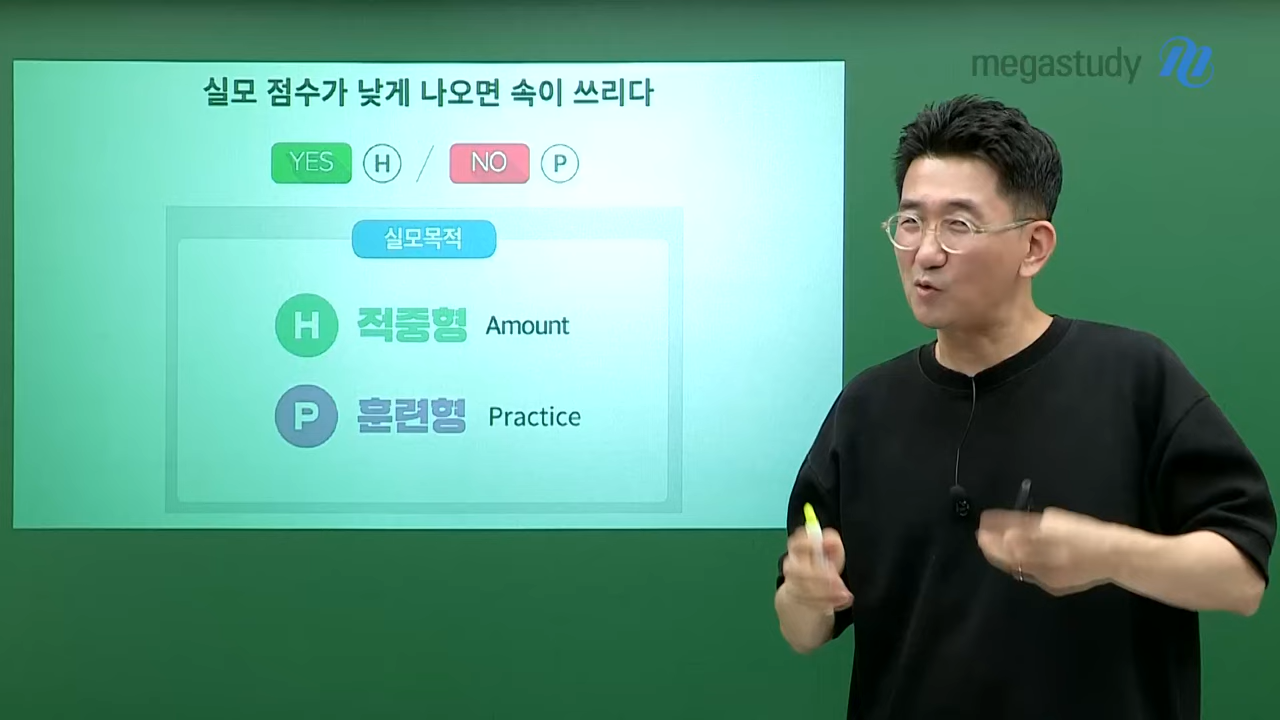 megastudy
실모 점수가 낮게 나오면 속이 쓰리다
YES H / NO P
실모목적
H 적중형 Amount
P 훈련형 Practice